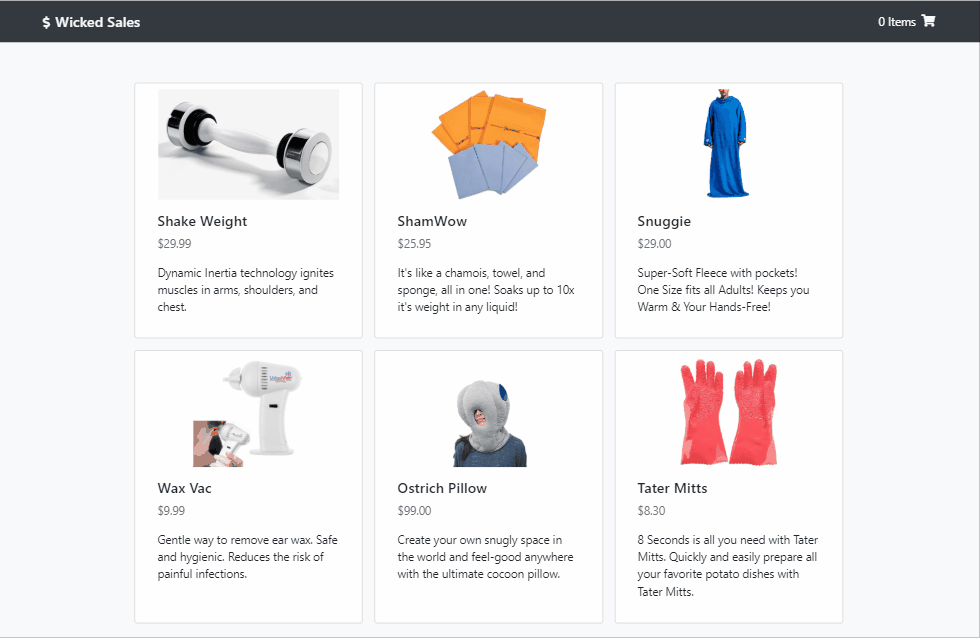 $ Wicked Sales
0 Items
Shake Weight
$29.99
Dynamic Inertia technology ignites
muscles in arms, shoulders, and
chest.
ShamWow
$25.95
It's like a chamois, towel, and
sponge, all in one! Soaks up to 10x
it's weight in any liquid!
Snuggie
$29.00
Super-Soft Fleece with pockets!
One Size fits all Adults! Keeps you
Warm & Your Hands-Free!
Wax Vac
$9.99
Gentle way to remove ear wax. Safe
and hygienic. Reduces the risk of
painful infections.
Ostrich Pillow
$99.00
Create your own snugly space in
the world and feel-good anywhere
with the ultimate cocoon pillow.
Tater Mitts
$8.30
8 Seconds is all you need with Tater
Mitts. Quickly and easily prepare all
your favorite potato dishes with
Tater Mitts.